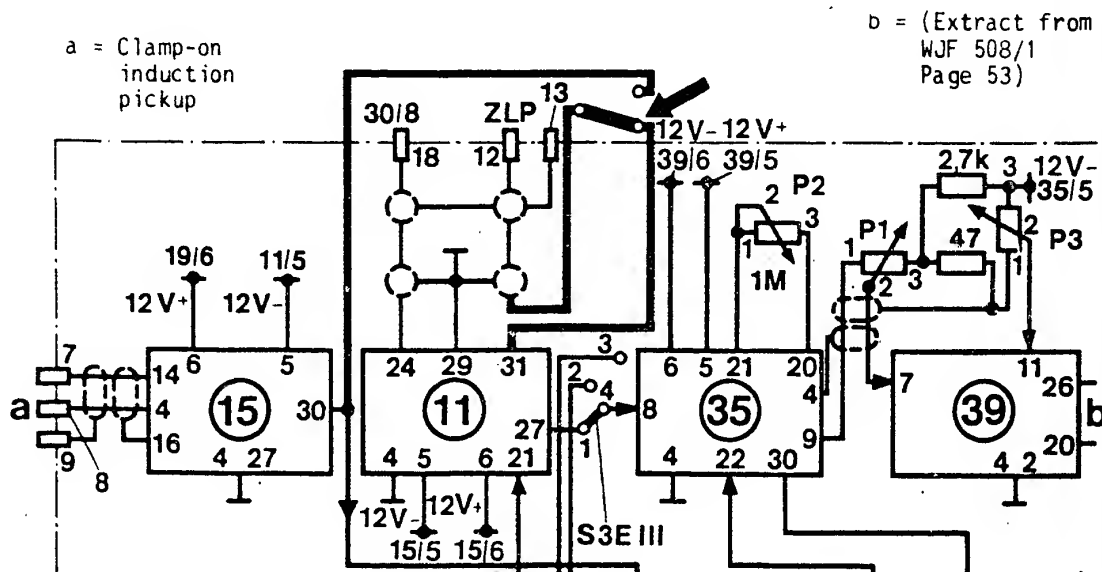 a = Clamp-on
induction
pickup
b = (Extract from
WJF 508/1
Page 53)
30/8
ZLP
13
18
12
12V- 12V+
39/6 39/5
2,7k
3
12V-
35/5
2
P2
3
1
1M
P1
1
2
3
47
2
P3
1
19/6
11/5
12V+
12V-
6
5
7
14
a
4
15
30
8
16
9
4 27
24
29
31
11
27
4
5
6
21
12V-
12V+
15/5
15/6
3
2
4
1
S3E III
6
5
21
20
8
35
4
9
4
22
30
7
11
26
39
b
20
4
2